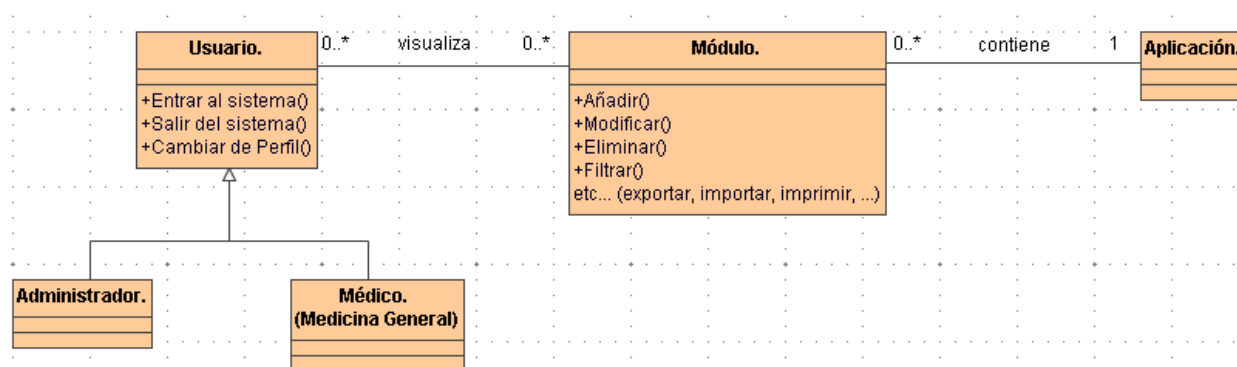 Usuario.
+Entrar al sistema()
+Salir del sistema()
+Cambiar de Perfil()
0..* visualiza 0..*
Módulo.
+Añadir()
+Modificar()
+Eliminar()
+Filtrar()
etc... (exportar, importar, imprimir, ...)
0..* contiene 1
Aplicación.
Administrador.
Médico.
(Medicina General)